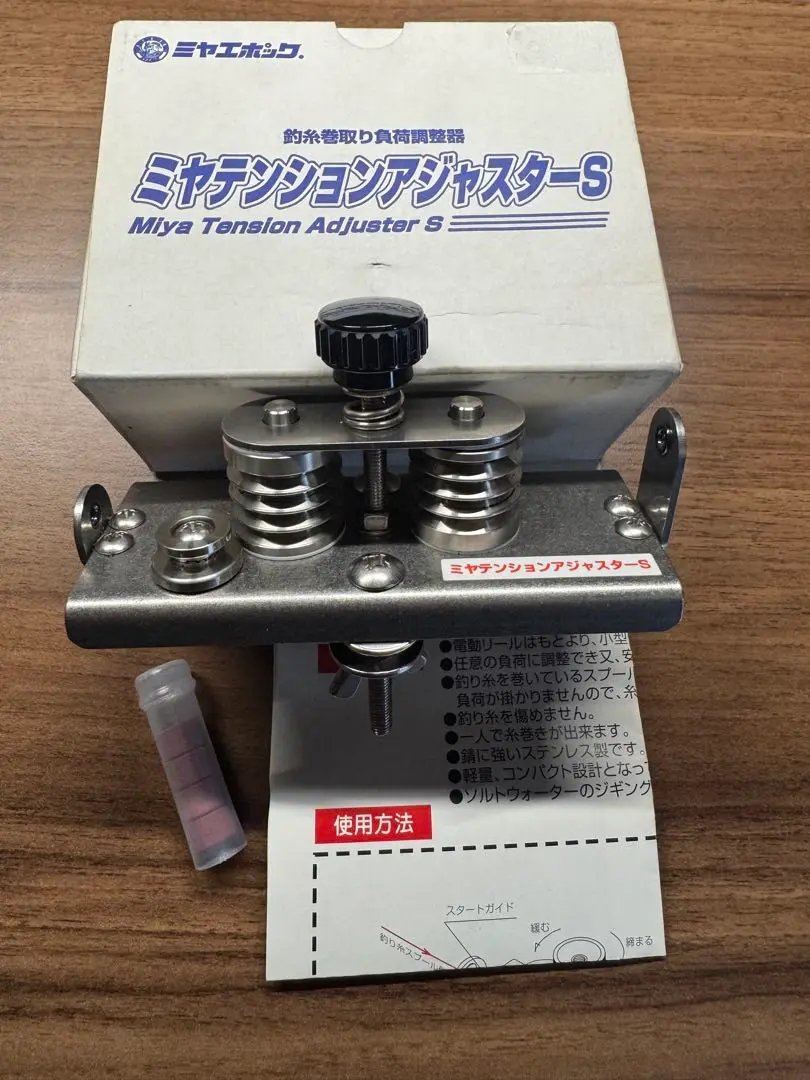 ミヤエポック.
釣糸巻取り負荷調整器
ミヤテンションアジャスターS
Miya Tension Adjuster S
ミヤテンションアジャスターS
●電動リールはもとより、小型
●任意の負荷に調整でき又、安
●釣り糸を巻いているスプール
負荷が掛かりませんので、糸
●釣り糸を傷めません。
●一人で糸巻きが出来ます。
●錆に強いステンレス製です。
●軽量、コンパクト設計となっ
●ソルトウォーターのジギング
使用方法
スタートガイド
緩む
締まる
釣り糸スプール